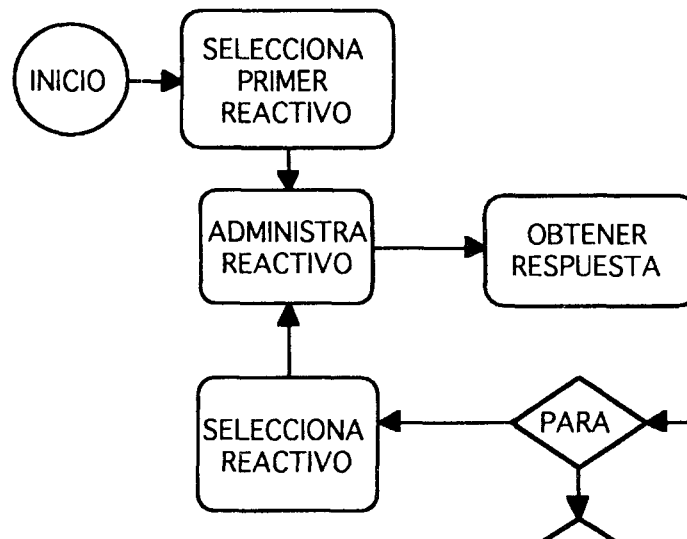 INICIO
SELECCIONA
PRIMER
REACTIVO
ADMINISTRA
REACTIVO
OBTENER
RESPUESTA
SELECCIONA
REACTIVO
PARA